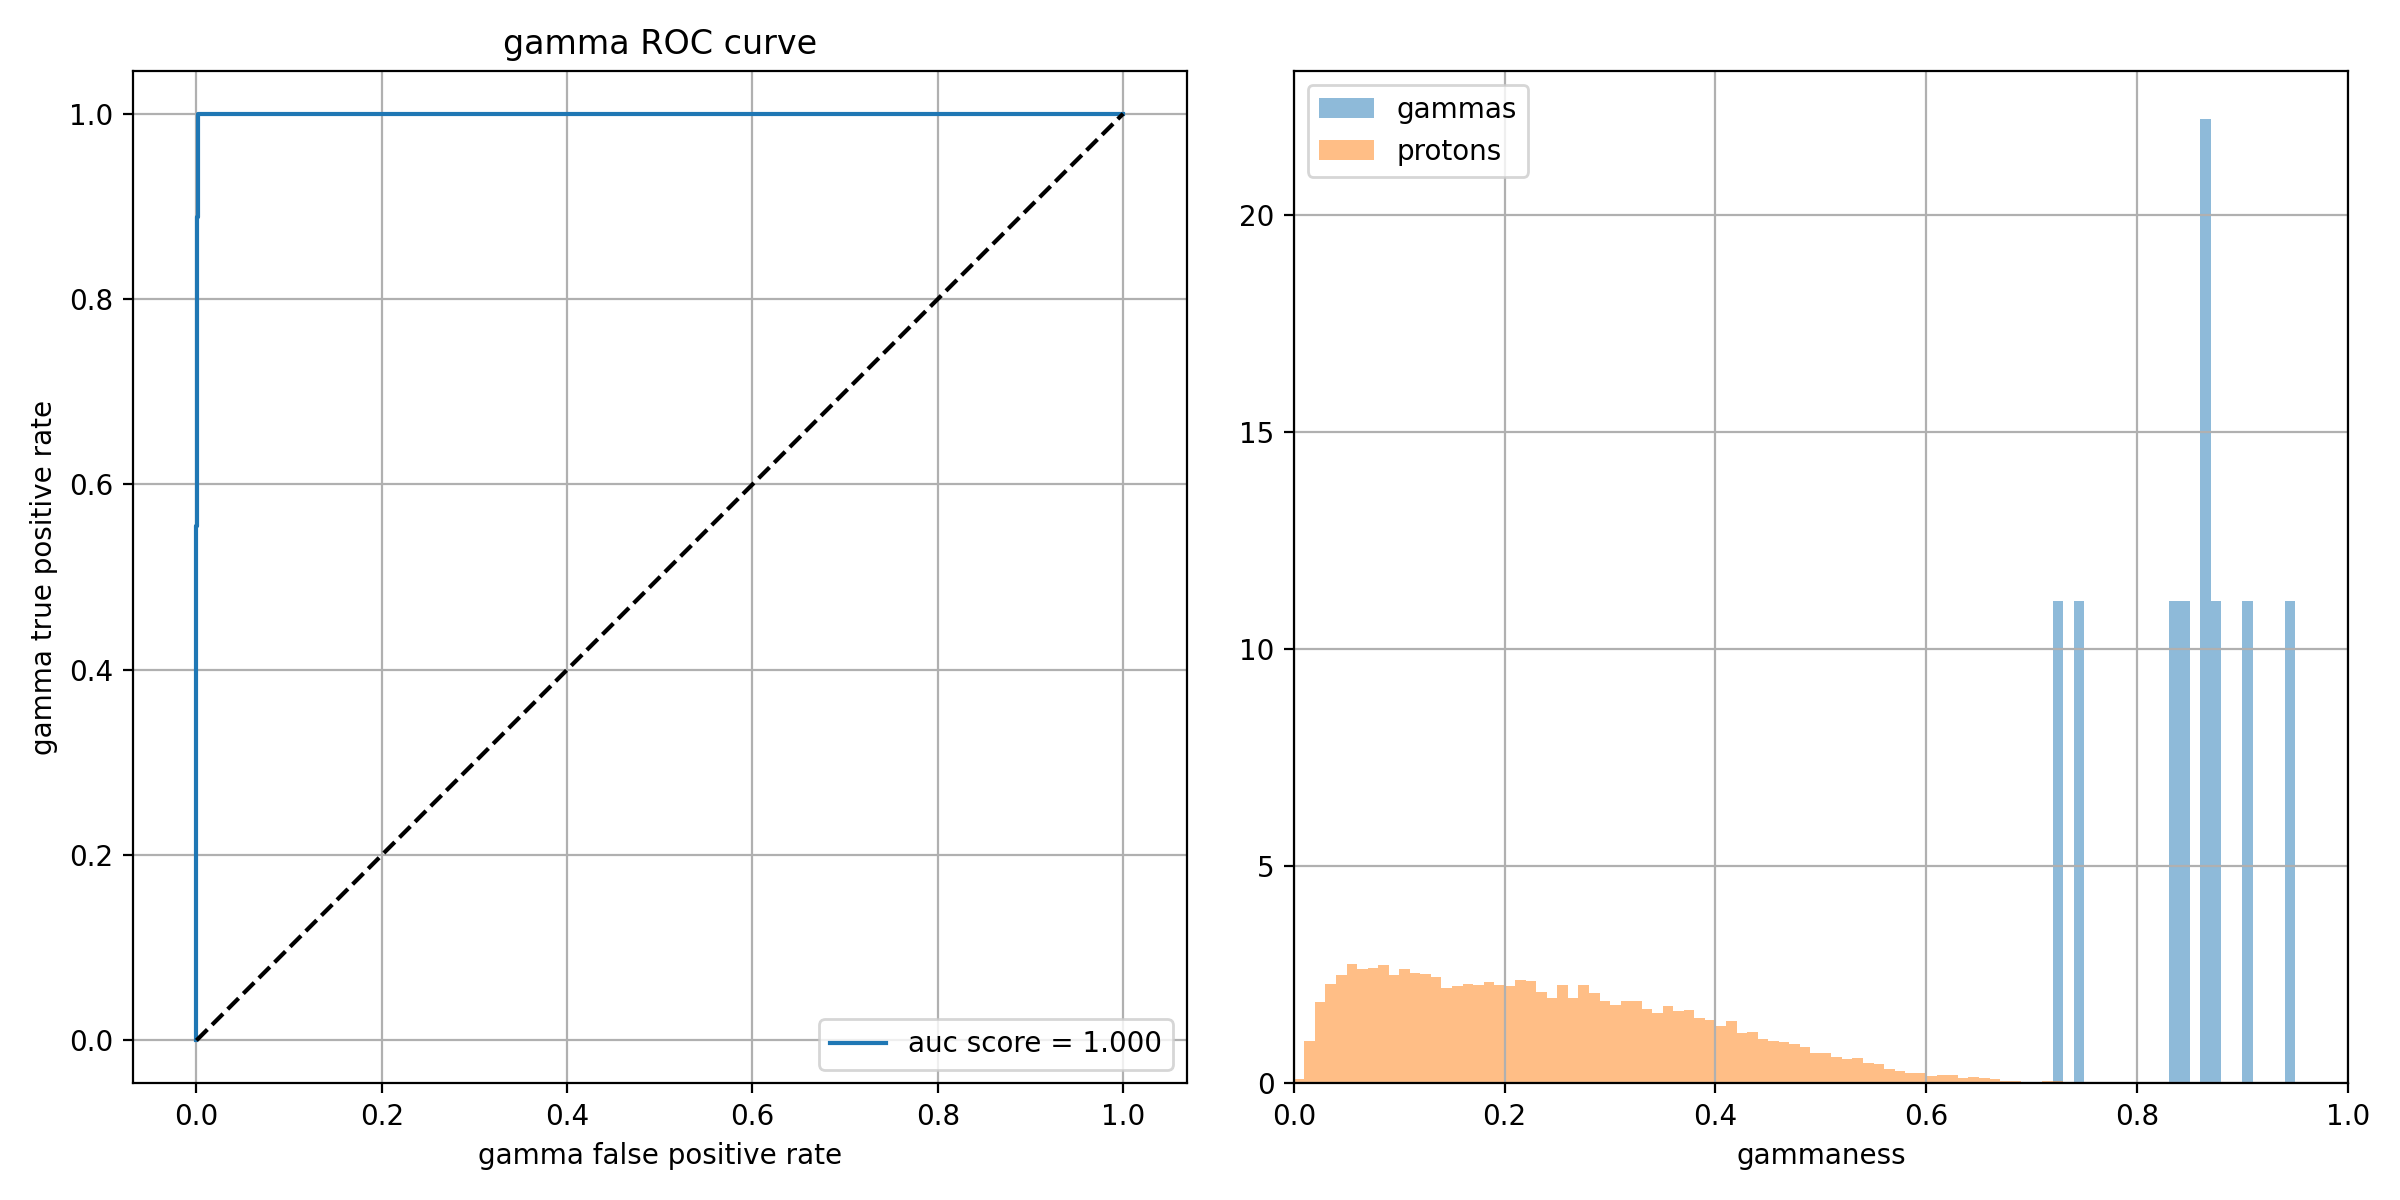 gamma ROC curve
gamma true positive rate
1.0
0.8
0.6
0.4
0.2
0.0
auc score = 1.000
0.0 0.2 0.4 0.6 0.8 1.0
gamma false positive rate
gammas
protons
20
15
10
5
0
0.0 0.2 0.4 0.6 0.8 1.0
gammaness